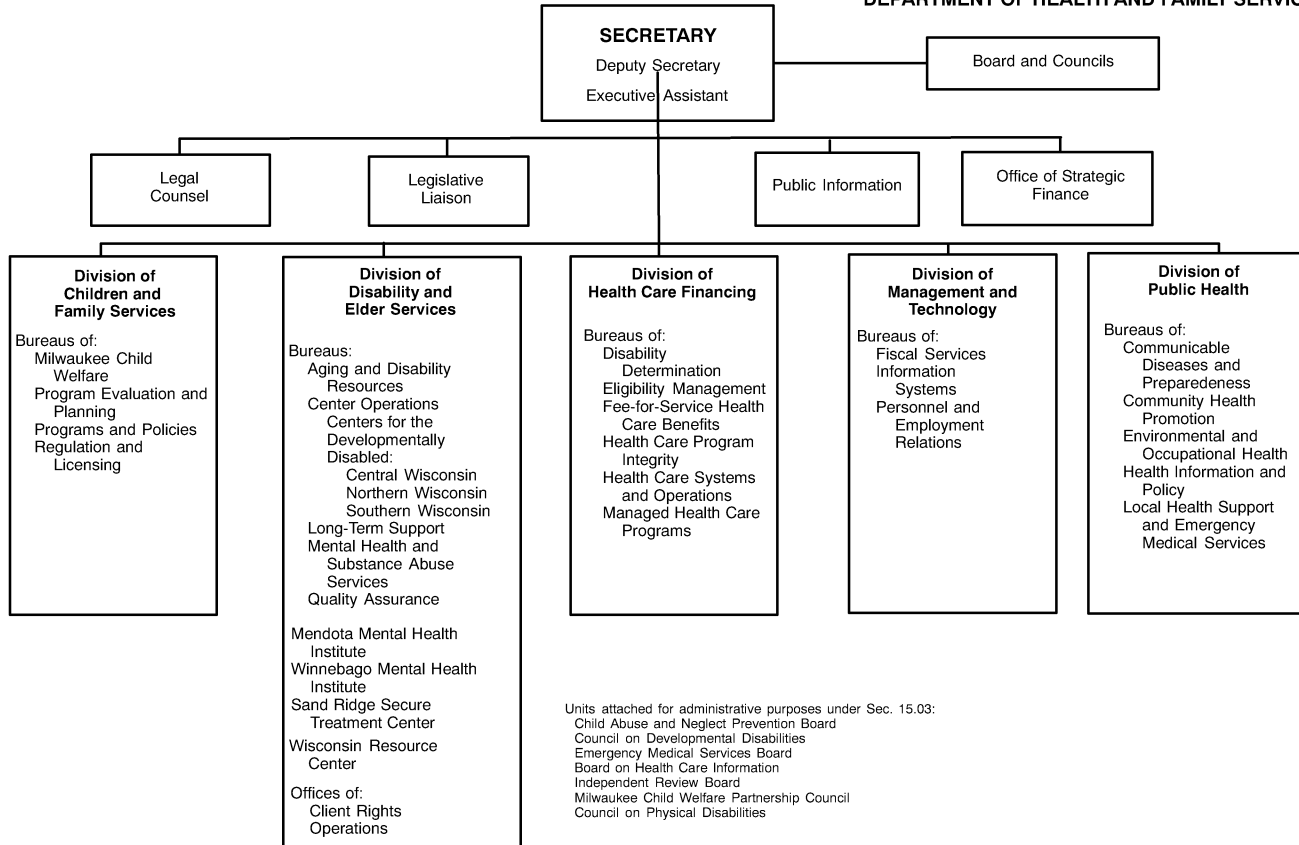 DEPARTMENT OF HEALTH AND FAMILY
SECRETARY
Deputy Secretary
Executive Assistant
Board and Councils
Legal
Counsel
Legislative
Liaison
Public Information
Office of Strategic
Finance
Division of
Children and
Family Services
Bureaus of:
Milwaukee Child
Welfare
Program Evaluation and
Planning
Programs and Policies
Regulation and
Licensing
Division of
Disability and
Elder Services
Bureaus:
Aging and Disability
Resources
Center Operations
Centers for the
Developmentally
Disabled:
Central Wisconsin
Northern Wisconsin
Southern Wisconsin
Long-Term Support
Mental Health and
Substance Abuse
Services
Quality Assurance
Mendota Mental Health
Institute
Winnebago Mental Health
Institute
Sand Ridge Secure
Treatment Center
Wisconsin Resource
Center
Offices of:
Client Rights
Operations
Division of
Health Care Financing
Bureaus of:
Disability
Determination
Eligibility Management
Fee-for-Service Health
Care Benefits
Health Care Program
Integrity
Health Care Systems
and Operations
Managed Health Care
Programs
Division of
Management and
Technology
Bureaus of:
Fiscal Services
Information
Systems
Personnel and
Employment
Relations
Division of
Public Health
Bureaus of:
Communicable
Diseases and
Preparedeness
Community Health
Promotion
Environmental and
Occupational Health
Health Information and
Policy
Local Health Support
and Emergency
Medical Services
Units attached for administrative purposes under Sec. 15.03:
Child Abuse and Neglect Prevention Board
Council on Developmental Disabilities
Emergency Medical Services Board
Board on Health Care Information
Independent Review Board
Milwaukee Child Welfare Partnership Council
Council on Physical Disabilities